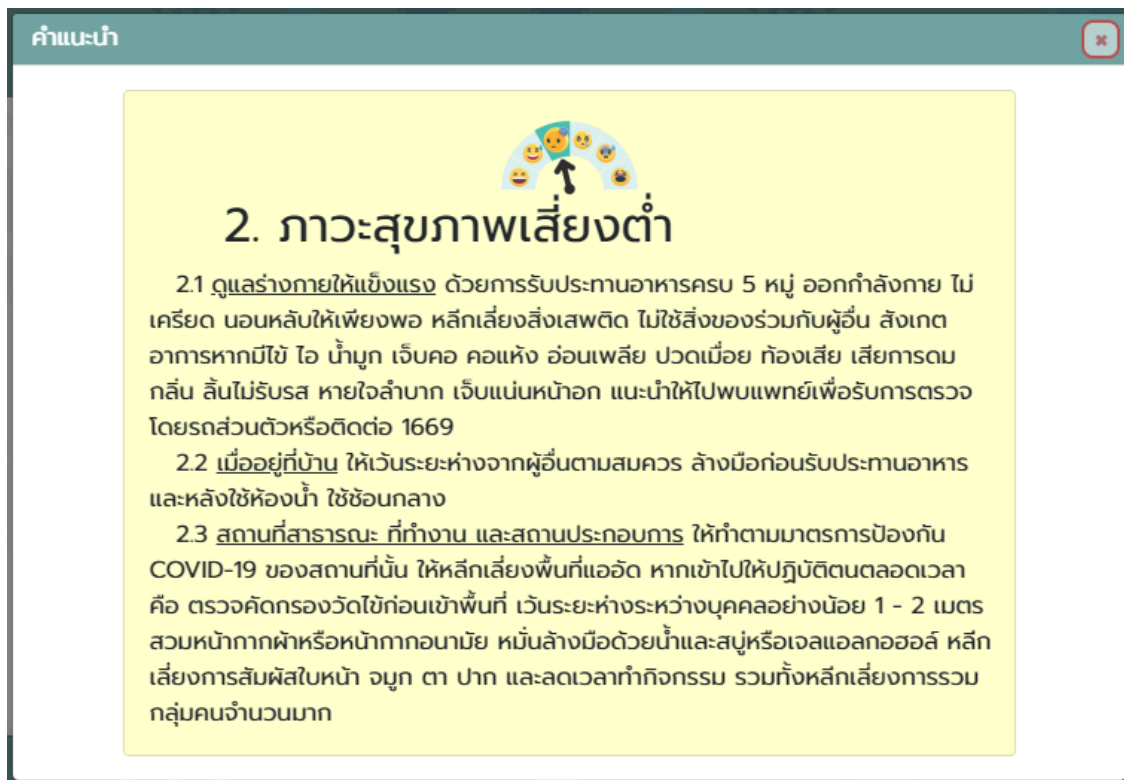 คำแนะนำ
2. ภาวะสุขภาพเสี่ยงต่ำ
2.1 ดูแลร่างกายให้แข็งแรง ด้วยการรับประทานอาหารครบ 5 หมู่ ออกกำลังกาย ไม่
เครียด นอนหลับให้เพียงพอ หลีกเลี่ยงสิ่งเสพติด ไม่ใช้สิ่งของร่วมกับผู้อื่น สังเกต
อาการหากมีไข้ ไอ น้ำมูก เจ็บคอ คอแห้ง อ่อนเพลีย ปวดเมื่อย ท้องเสีย เสียการดม
กลิ่น ลิ้นไม่รับรส หายใจลำบาก เจ็บแน่นหน้าอก แนะนำให้ไปพบแพทย์เพื่อรับการตรวจ
โดยรถส่วนตัวหรือติดต่อ 1669
2.2 เมื่ออยู่ที่บ้าน ให้เว้นระยะห่างจากผู้อื่นตามสมควร ล้างมือก่อนรับประทานอาหาร
และหลังใช้ห้องน้ำ ใช้ช้อนกลาง
2.3 สถานที่สาธารณะ ที่ทำงาน และสถานประกอบการ ให้ทำตามมาตรการป้องกัน
COVID-19 ของสถานที่นั้น ให้หลีกเลี่ยงพื้นที่แออัด หากเข้าไปให้ปฏิบัติตนตลอดเวลา
คือ ตรวจคัดกรองวัดไข้ก่อนเข้าพื้นที่ เว้นระยะห่างระหว่างบุคคลอย่างน้อย 1 - 2 เมตร
สวมหน้ากากผ้าหรือหน้ากากอนามัย หมั่นล้างมือด้วยน้ำและสบู่หรือเจลแอลกอฮอล์ หลีก
เลี่ยงการสัมผัสใบหน้า จมูก ตา ปาก และลดเวลาทำกิจกรรม รวมทั้งหลีกเลี่ยงการรวม
กลุ่มคนจำนวนมาก